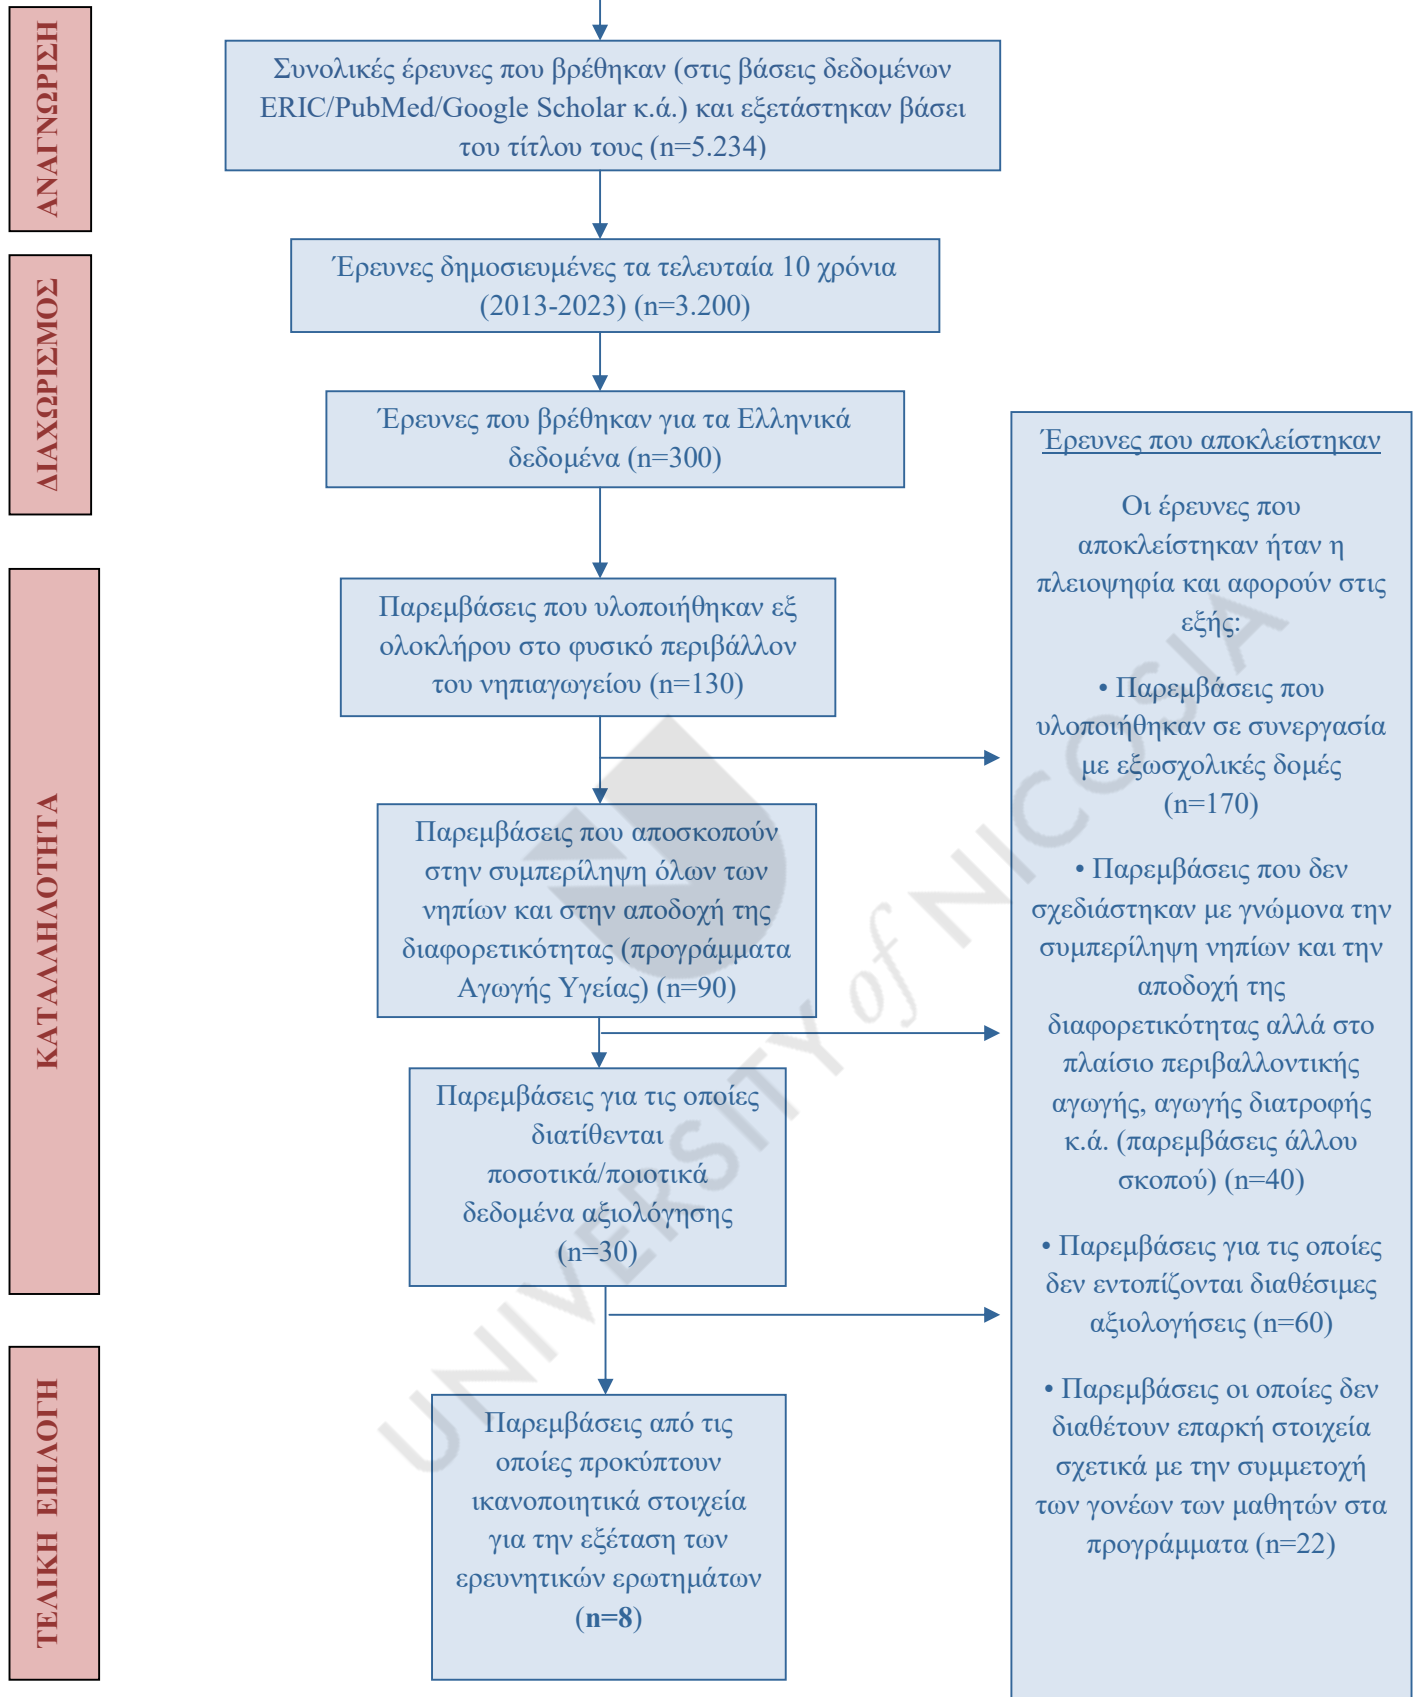 ΑΝΑΓΝΩΡΙΣΗ
Συνολικές έρευνες που βρέθηκαν (στις βάσεις δεδομένων
ERIC/PubMed/Google Scholar κ.ά.) και εξετάστηκαν βάσει
του τίτλου τους (n=5.234)
ΔΙΑΧΩΡΙΣΜΟΣ
Έρευνες δημοσιευμένες τα τελευταία 10 χρόνια
(2013-2023) (n=3.200)
Έρευνες που βρέθηκαν για τα Ελληνικά
δεδομένα (n=300)
ΚΑΤΑΛΛΗΛΟΤΗΤΑ
Παρεμβάσεις που υλοποιήθηκαν εξ
ολοκλήρου στο φυσικό περιβάλλον
του νηπιαγωγείου (n=130)
Παρεμβάσεις που αποσκοπούν
στην συμπερίληψη όλων των
νηπίων και στην αποδοχή της
διαφορετικότητας (προγράμματα
Αγωγής Υγείας) (n=90)
Παρεμβάσεις για τις οποίες
διατίθενται
ποσοτικά/ποιοτικά
δεδομένα αξιολόγησης
(n=30)
ΤΕΛΙΚΗ ΕΠΙΛΟΓΗ
Παρεμβάσεις από τις
οποίες προκύπτουν
ικανοποιητικά στοιχεία
για την εξέταση των
ερευνητικών ερωτημάτων
(n=8)
Έρευνες που αποκλείστηκαν
Οι έρευνες που
αποκλείστηκαν ήταν η
πλειοψηφία και αφορούν στις
εξής:
• Παρεμβάσεις που
υλοποιήθηκαν σε συνεργασία
με εξωσχολικές δομές
(n=170)
• Παρεμβάσεις που δεν
σχεδιάστηκαν με γνώμονα την
συμπερίληψη νηπίων και την
αποδοχή της
διαφορετικότητας αλλά στο
πλαίσιο περιβαλλοντικής
αγωγής, αγωγής διατροφής
κ.ά. (παρεμβάσεις άλλου
σκοπού) (n=40)
• Παρεμβάσεις για τις οποίες
δεν εντοπίζονται διαθέσιμες
αξιολογήσεις (n=60)
• Παρεμβάσεις οι οποίες δεν
διαθέτουν επαρκή στοιχεία
σχετικά με την συμμετοχή
των γονέων των μαθητών στα
προγράμματα (n=22)
UNIVERSITY of NICOSIA